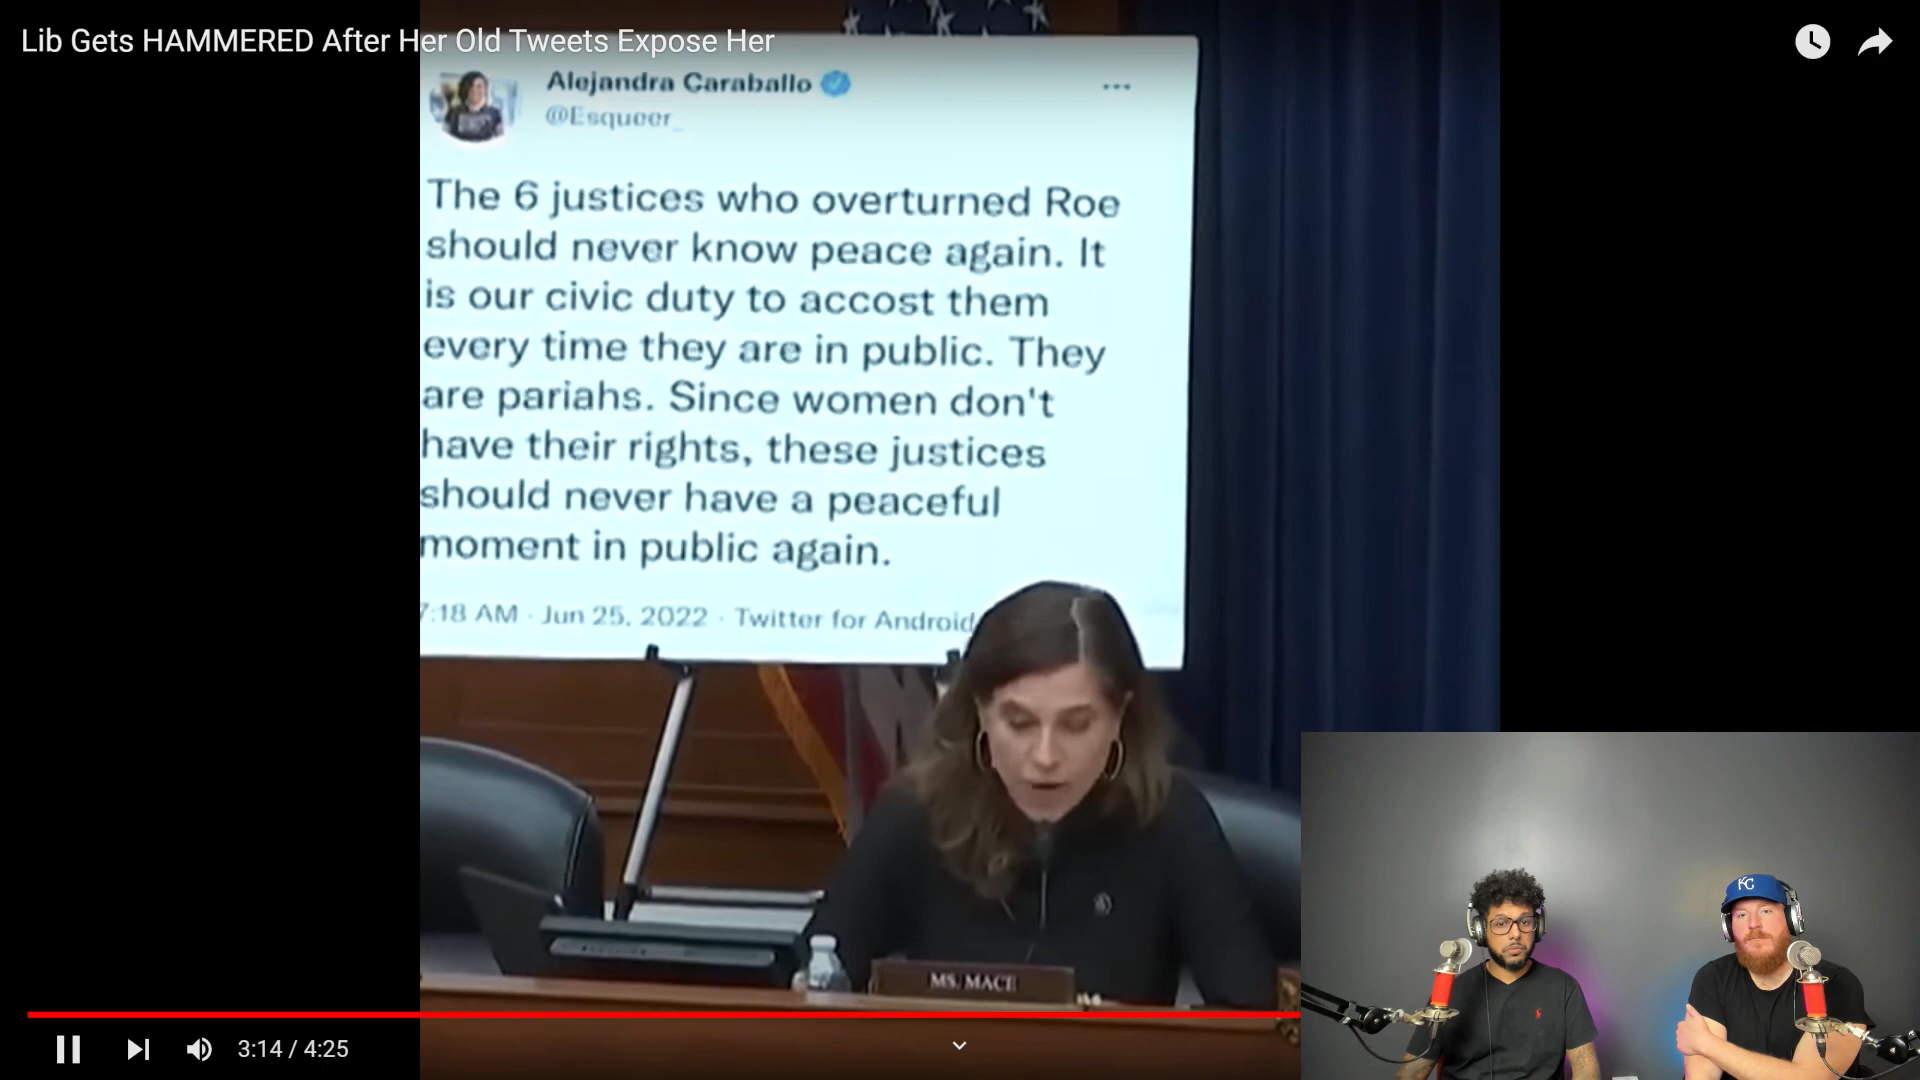 Lib Gets HAMMERED After Her Old Tweets Expose Her
Alejandra Caraballo
@Esqueer_
The 6 justices who overturned Roe
should never know peace again. It
is our civic duty to accost them
every time they are in public. They
are pariahs. Since women don't
have their rights, these justices
should never have a peaceful
moment in public again.
7:18 AM · Jun 25, 2022 · Twitter for Android
MS. MACE
KC
3:14 / 4:25